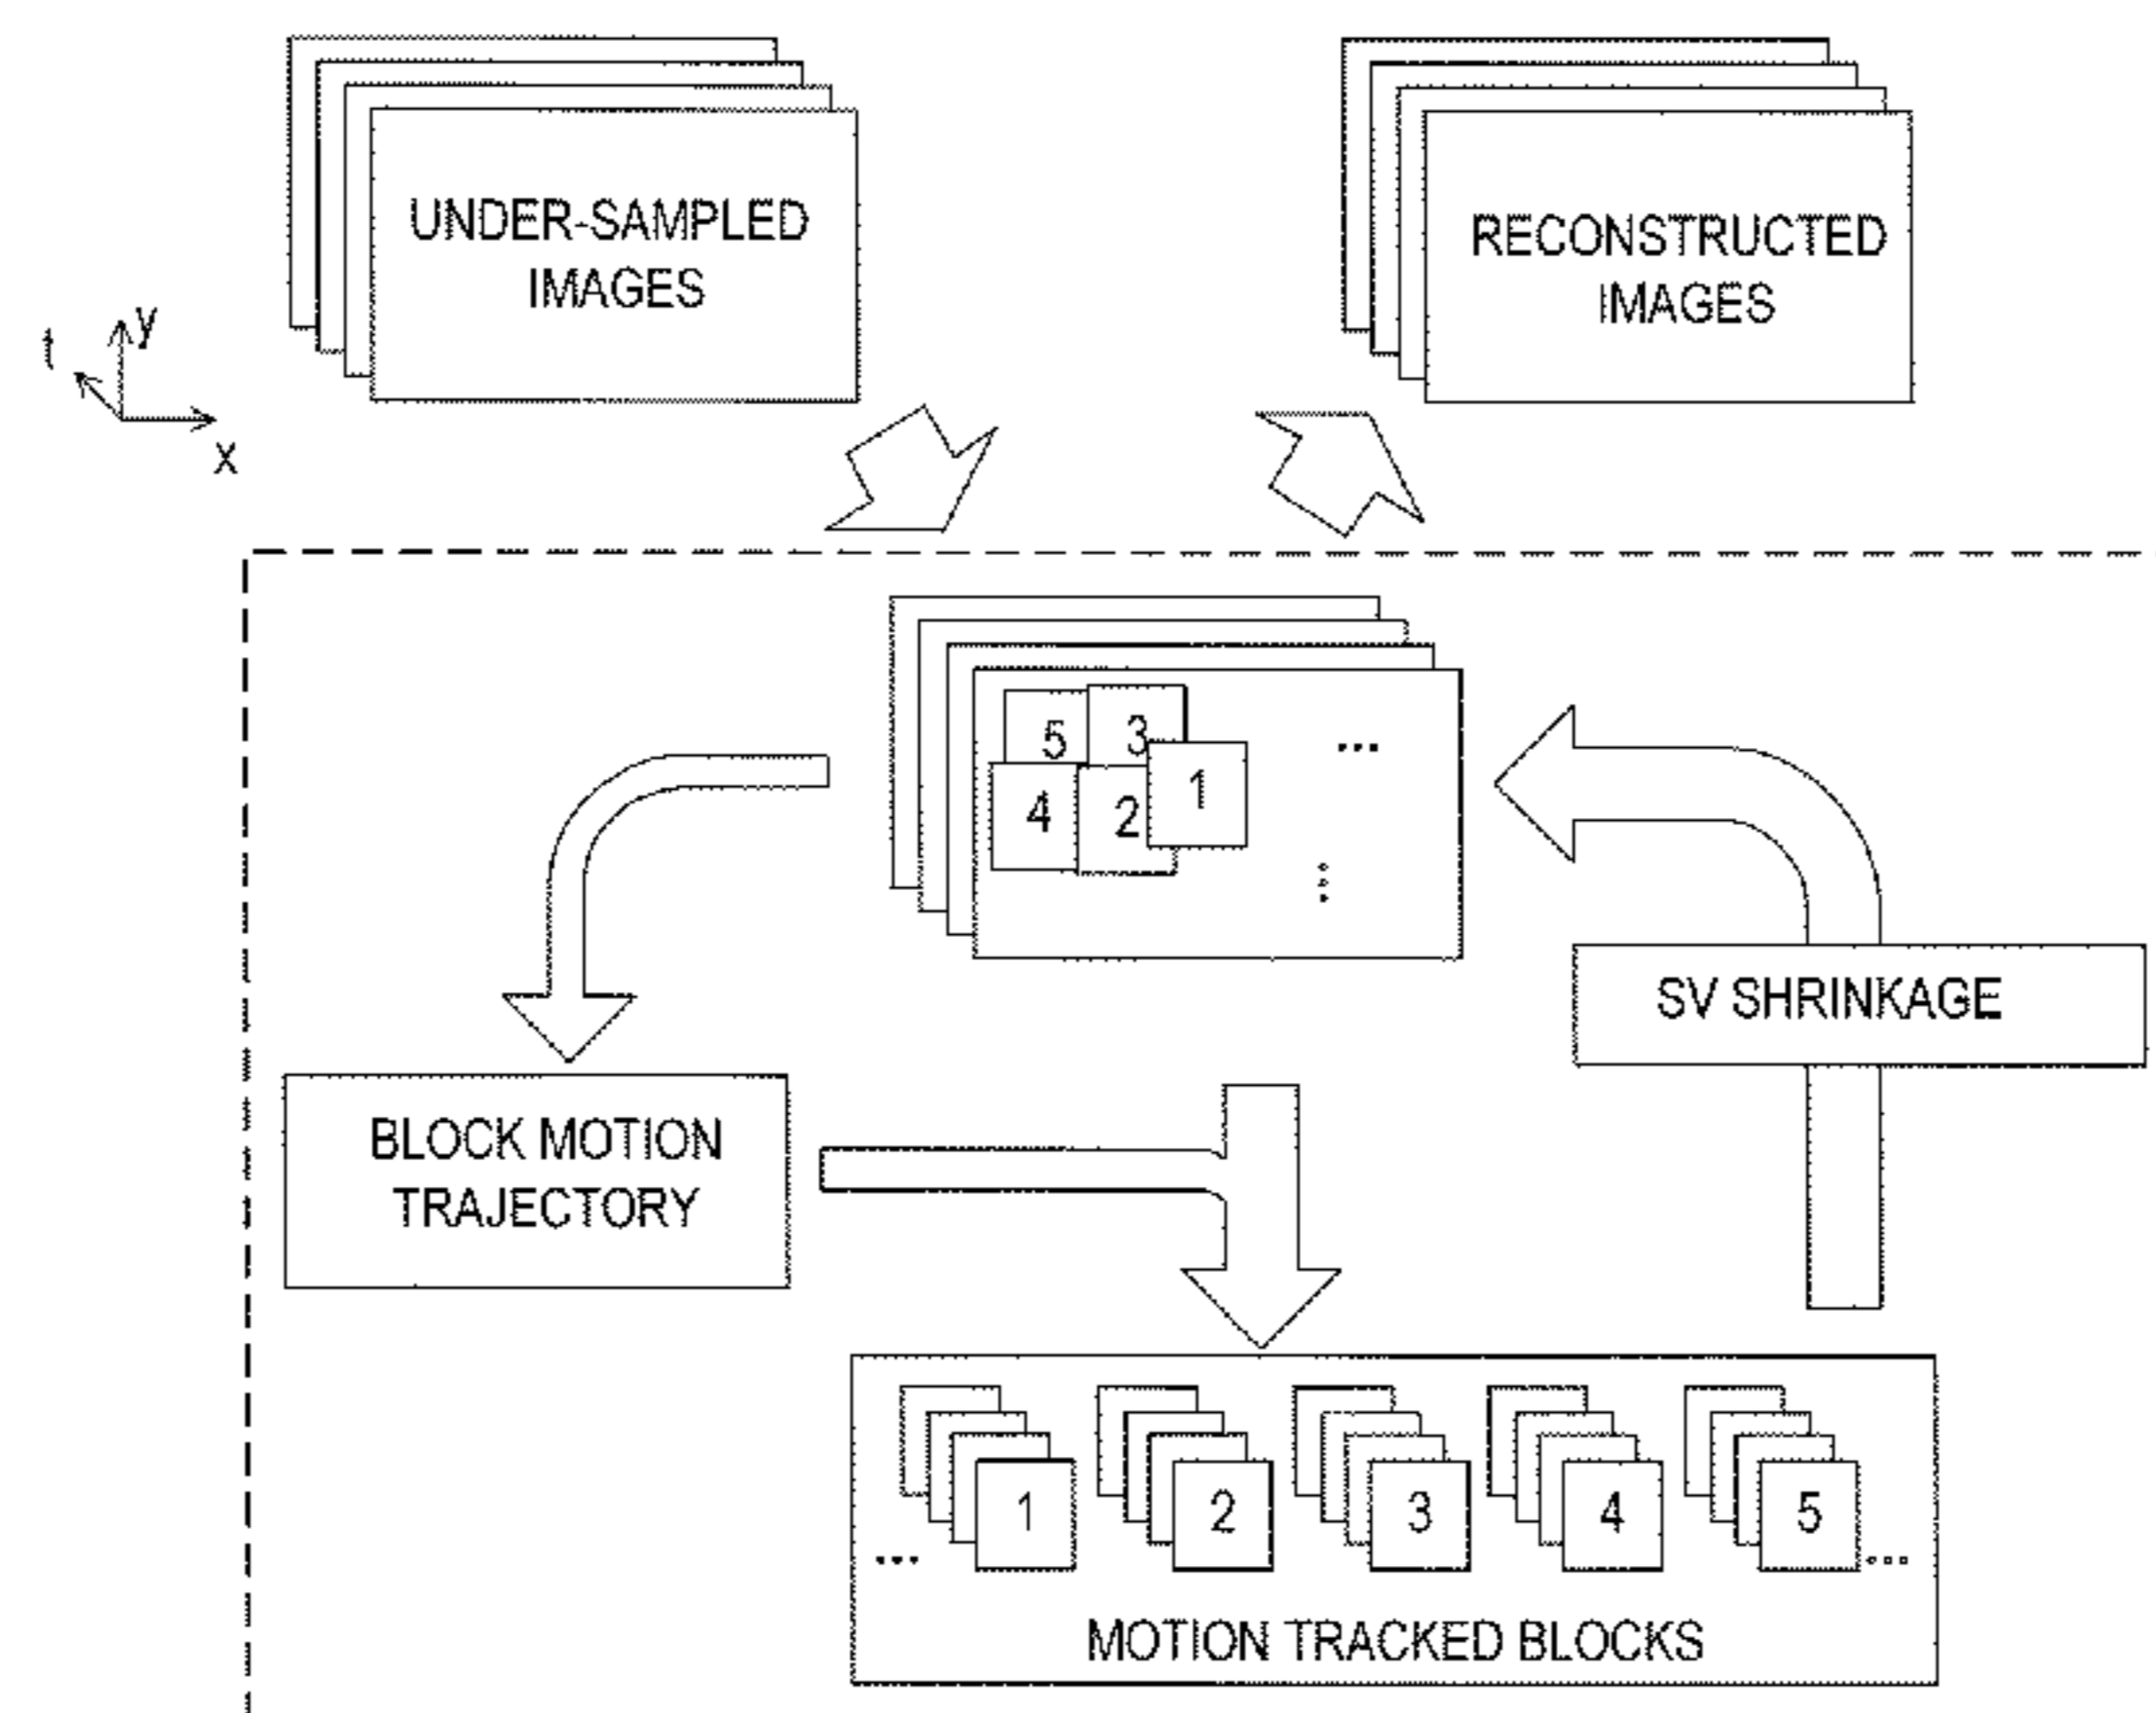 UNDER-SAMPLED
IMAGES
RECONSTRUCTED
IMAGES
t
y
x
5
3
...
4
2
1
SV SHRINKAGE
BLOCK MOTION
TRAJECTORY
1
2
3
4
5
...
...
MOTION TRACKED BLOCKS